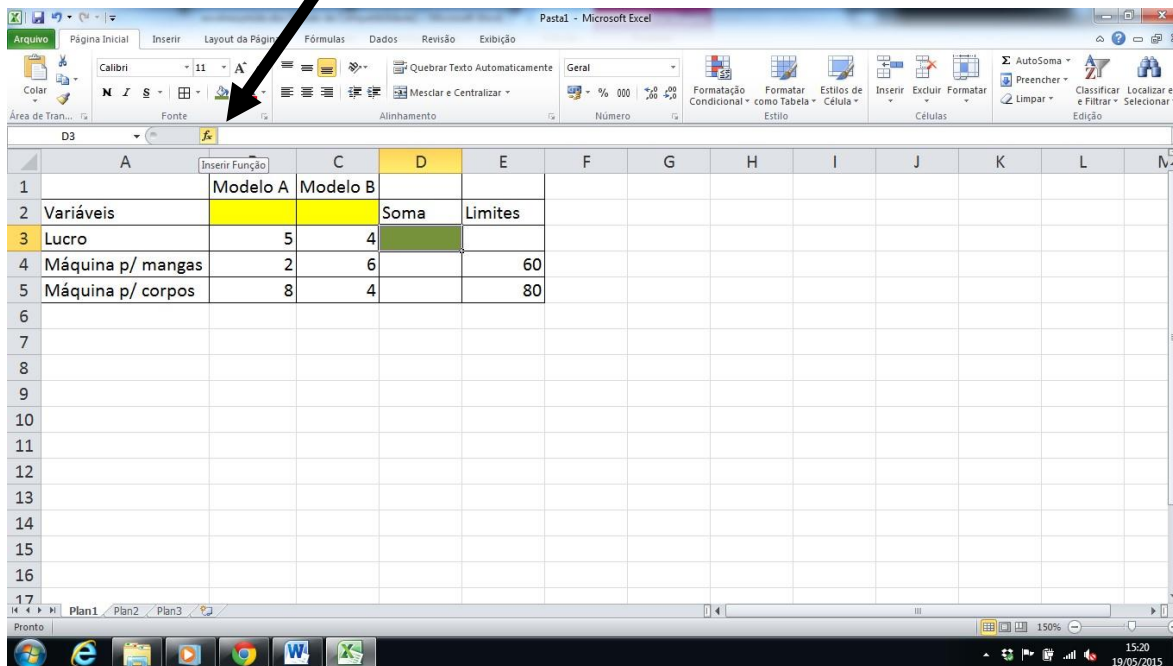 Pasta1 - Microsoft Excel
Arquivo Página Inicial Inserir Layout da Págin Fórmulas Dados Revisão Exibição
Calibri 11 A Quebrar Texto Automaticamente Geral Σ AutoSoma
Colar N I S Mesclar e Centralizar % 000 Formatação Condicional Formatar como Tabela Estilos de Célula Inserir Excluir Formatar Preencher Limpar Classificar e Filtrar Localizar e Selecionar
Área de Tran... Fonte Alinhamento Número Estilo Células Edição
D3 fx
Inserir Função
A C D E F G H I J K L
1 Modelo A Modelo B
2 Variáveis Soma Limites
3 Lucro 5 4
4 Máquina p/ mangas 2 6 60
5 Máquina p/ corpos 8 4 80
6
7
8
9
10
11
12
13
14
15
16
17
Plan1 Plan2 Plan3
Pronto 150%
15:20
19/05/2015